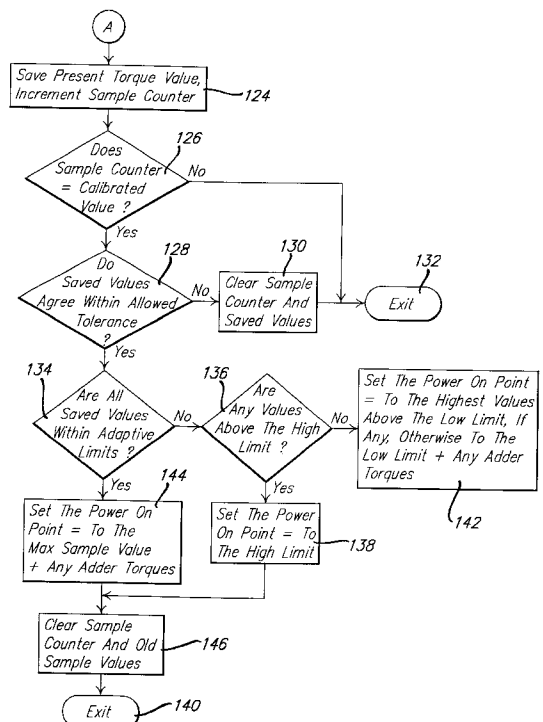 A
Save Present Torque Value,
Increment Sample Counter
124
Does
Sample Counter
= Calibrated
Value ?
126
No
Yes
Do
Saved Values
Agree Within Allowed
Tolerance
?
128
No
Yes
130
Clear Sample
Counter And
Saved Values
132
Exit
134
Are All
Saved Values
Within Adaptive
Limits ?
No
Yes
136
Are
Any Values
Above The High
Limit ?
No
Yes
Set The Power On Point
= To The Highest Values
Above The Low Limit, If
Any, Otherwise To The
Low Limit + Any Adder
Torques
142
144
Set The Power On
Point = To The
Max Sample Value
+ Any Adder Torques
Set The Power
On Point = To
The High Limit
138
Clear Sample
Counter And Old
Sample Values
146
Exit
140